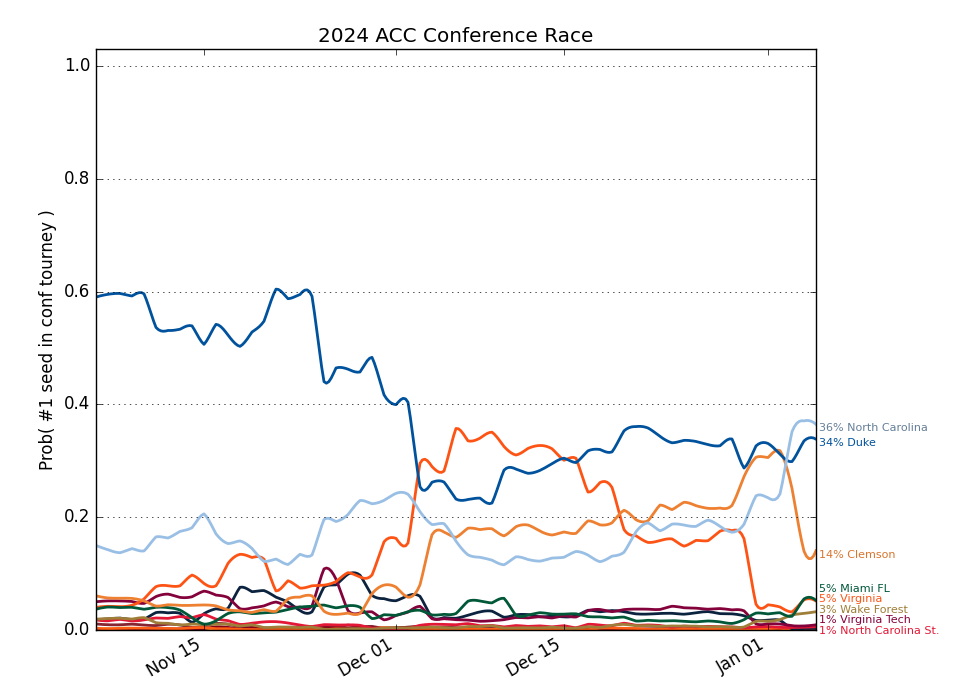 2024 ACC Conference Race
Prob( #1 seed in conf tourney )
1.0
0.8
0.6
0.4
0.2
0.0
Nov 15
Dec 01
Dec 15
Jan 01
36% North Carolina
34% Duke
14% Clemson
5% Miami FL
5% Virginia
3% Wake Forest
1% Virginia Tech
1% North Carolina St.